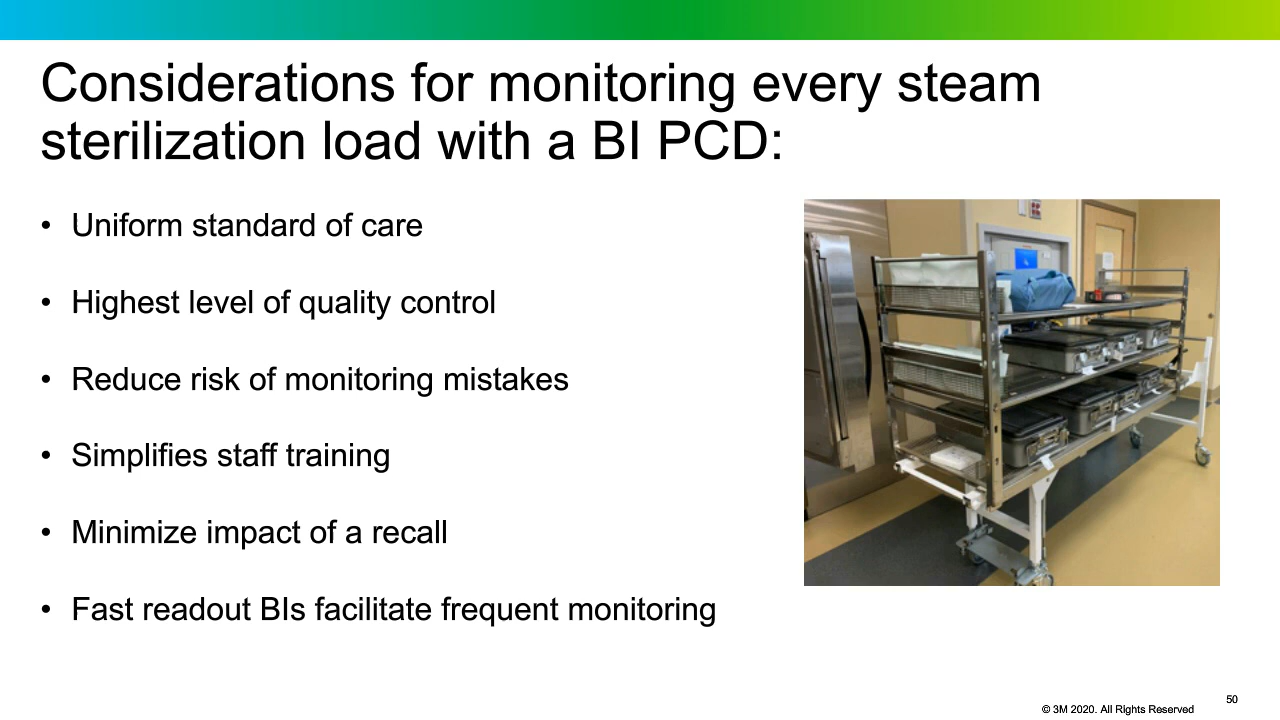 Considerations for monitoring every steam
sterilization load with a BI PCD:
• Uniform standard of care
• Highest level of quality control
• Reduce risk of monitoring mistakes
• Simplifies staff training
• Minimize impact of a recall
• Fast readout BIs facilitate frequent monitoring
50
© 3M 2020. All Rights Reserved